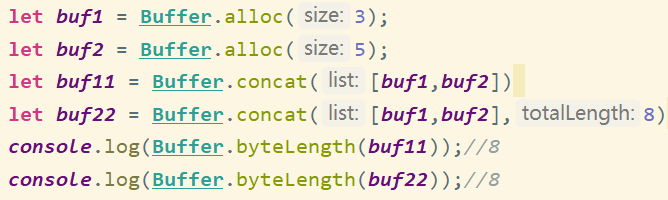 let buf1 = Buffer.alloc( size: 3);
let buf2 = Buffer.alloc( size: 5);
let buf11 = Buffer.concat( list: [buf1,buf2])
let buf22 = Buffer.concat( list: [buf1,buf2], totalLength: 8)
console.log(Buffer.byteLength(buf11));//8
console.log(Buffer.byteLength(buf22));//8